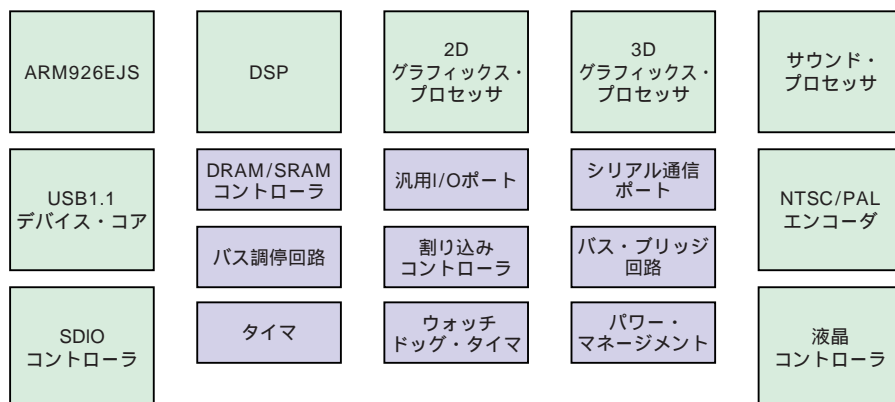 ARM926EJS
DSP
2D
グラフィックス・
プロセッサ
3D
グラフィックス・
プロセッサ
サウンド・
プロセッサ
USB1.1
デバイス・コア
DRAM/SRAM
コントローラ
汎用I/Oポート
シリアル通信
ポート
NTSC/PAL
エンコーダ
バス調停回路
割り込み
コントローラ
バス・ブリッジ
回路
SDIO
コントローラ
タイマ
ウォッチ
ドッグ・タイマ
パワー・
マネージメント
液晶
コントローラ